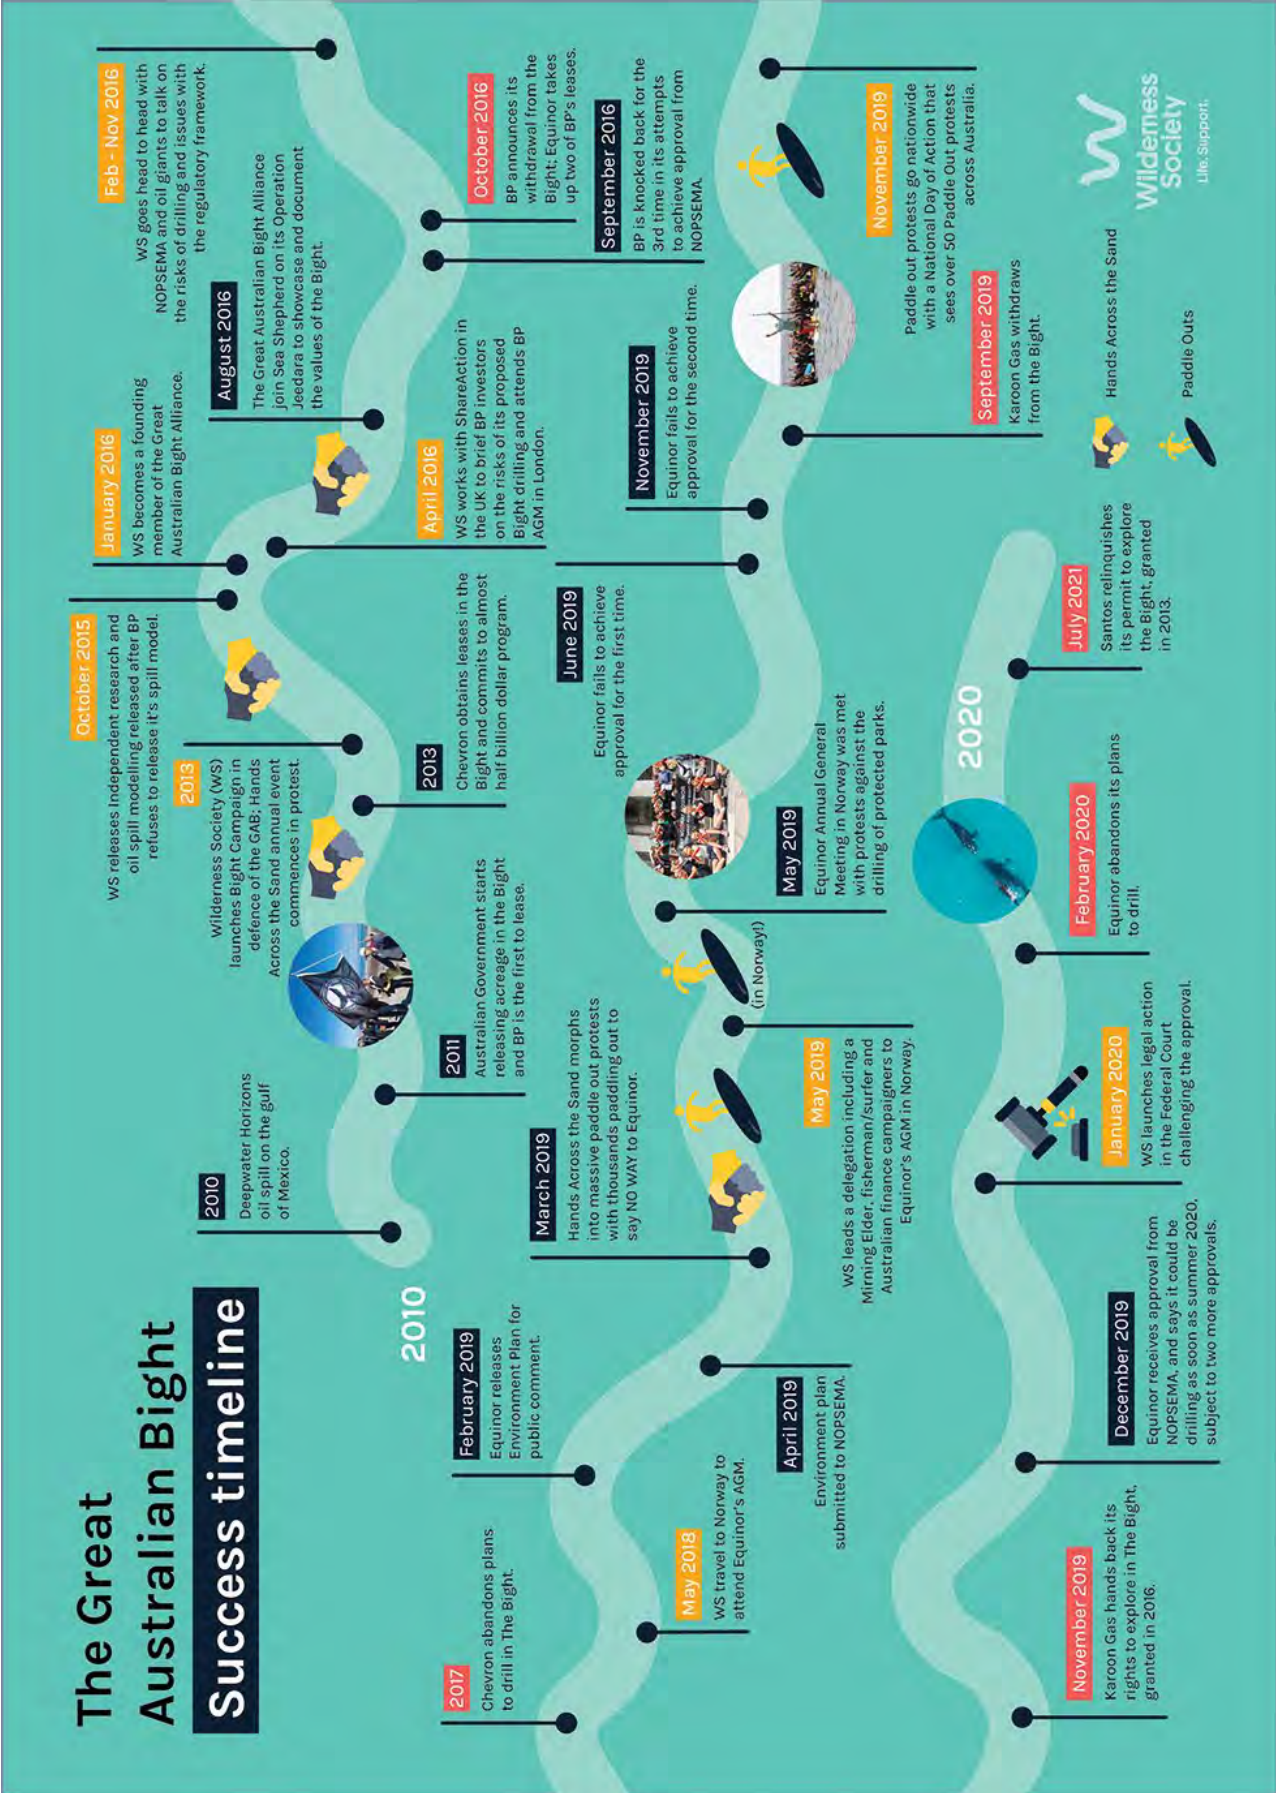 The Great
Australian Bight
Success timeline
2010
2010
Deepwater Horizons
oil spill on the gulf
of Mexico.
2011
Australian Government starts
releasing acreage in the Bight
and BP is the first to lease.
2013
Wilderness Society (WS)
launches Bight Campaign in
defence of the GAB; Hands
Across the Sand annual event
commences in protest.
2013
Chevron obtains leases in the
Bight and commits to almost
half billion dollar program.
October 2015
WS releases Independent research and
oil spill modelling released after BP
refuses to release it's spill model.
January 2016
WS becomes a founding
member of the Great
Australian Bight Alliance.
April 2016
WS works with ShareAction in
the UK to brief BP investors
on the risks of its proposed
Bight drilling and attends BP
AGM in London.
August 2016
The Great Australian Bight Alliance
join Sea Shepherd on its Operation
Jeedara to showcase and document
the values of the Bight.
September 2016
BP is knocked back for the
3rd time in its attempts
to achieve approval from
NOPSEMA.
October 2016
BP announces its
withdrawal from the
Bight; Equinor takes
up two of BP's leases.
Feb - Nov 2016
WS goes head to head with
NOPSEMA and oil giants to talk on
the risks of drilling and issues with
the regulatory framework.
2017
Chevron abandons plans
to drill in The Bight.
May 2018
WS travel to Norway to
attend Equinor's AGM.
February 2019
Equinor releases
Environment Plan for
public comment.
April 2019
Environment plan
submitted to NOPSEMA.
March 2019
Hands Across the Sand morphs
into massive paddle out protests
with thousands paddling out to
say NO WAY to Equinor.
May 2019
WS leads a delegation including a
Mirning Elder, fisherman/surfer and
Australian finance campaigners to
Equinor's AGM in Norway.
(in Norway!)
May 2019
Equinor Annual General
Meeting in Norway was met
with protests against the
drilling of protected parks.
June 2019
Equinor fails to achieve
approval for the first time.
November 2019
Equinor fails to achieve
approval for the second time.
September 2019
Karoon Gas withdraws
from the Bight.
November 2019
Paddle out protests go nationwide
with a National Day of Action that
sees over 50 Paddle Out protests
across Australia.
November 2019
Karoon Gas hands back its
rights to explore in The Bight,
granted in 2016.
December 2019
Equinor receives approval from
NOPSEMA, and says it could be
drilling as soon as summer 2020,
subject to two more approvals.
January 2020
WS launches legal action
in the Federal Court
challenging the approval.
February 2020
Equinor abandons its plans
to drill.
2020
July 2021
Santos relinquishes
its permit to explore
the Bight, granted
in 2013.
Hands Across the Sand
Paddle Outs
Wilderness
Society
Life. Support.